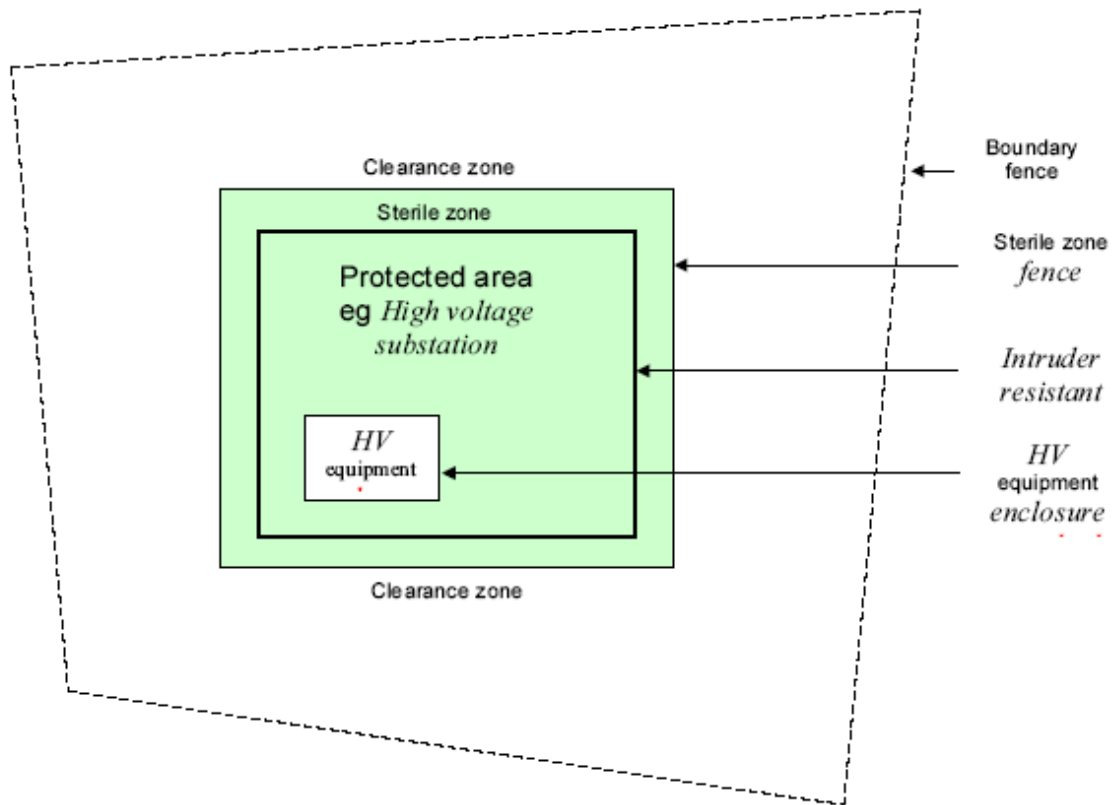 Clearance zone
Sterile zone
Protected area
eg High voltage
substation
HV
equipment
Clearance zone
Boundary
fence
Sterile zone
fence
Intruder
resistant
HV
equipment
enclosure